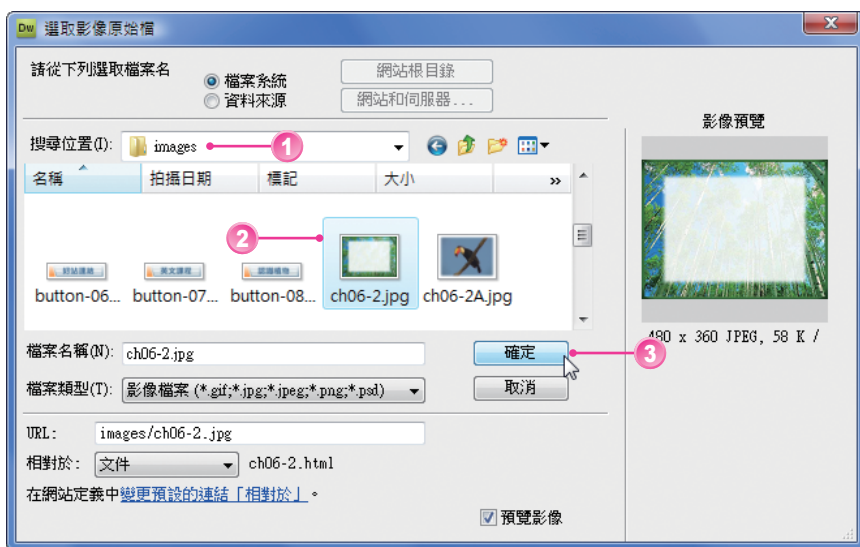 Dw 選取影像原始檔
請從下列選取檔案名
檔案系統
資料來源
網站根目錄
網站和伺服器...
搜尋位置(I): images
1
名稱 拍攝日期 標記 大小 »
2
button-06... button-07... button-08... ch06-2.jpg ch06-2A.jpg
檔案名稱(N): ch06-2.jpg
確定
3
檔案類型(T): 影像檔案 (*.gif;*.jpg;*.jpeg;*.png;*.psd)
取消
URL: images/ch06-2.jpg
相對於: 文件 ch06-2.html
在網站定義中變更預設的連結「相對於」。
預覽影像
影像預覽
480 x 360 JPEG, 58 K /